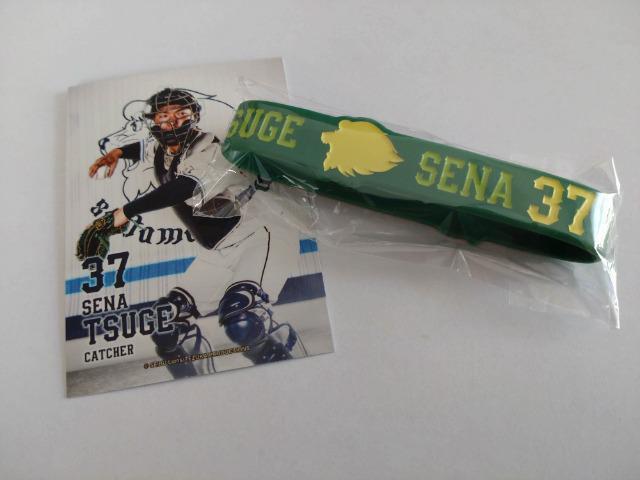 TSUGE SENA 37
37
SENA
TSUGE
CATCHER